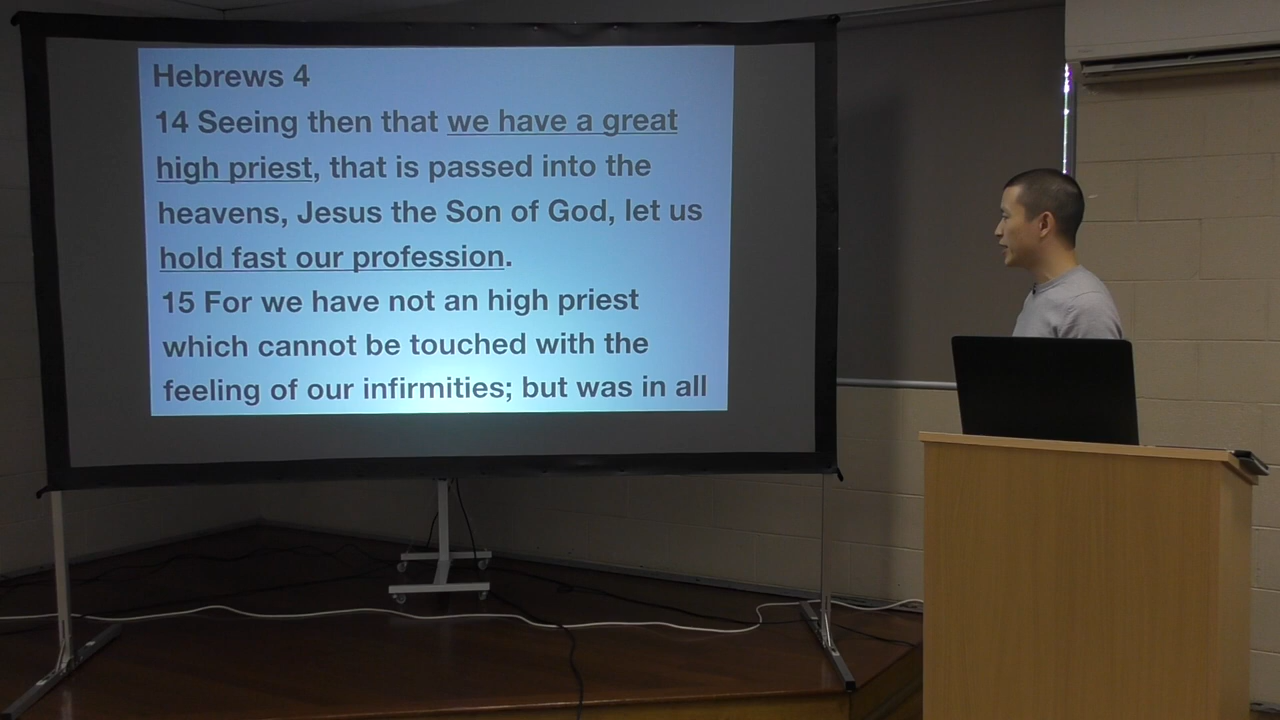 Hebrews 4
14 Seeing then that we have a great
high priest, that is passed into the
heavens, Jesus the Son of God, let us
hold fast our profession.
15 For we have not an high priest
which cannot be touched with the
feeling of our infirmities; but was in all